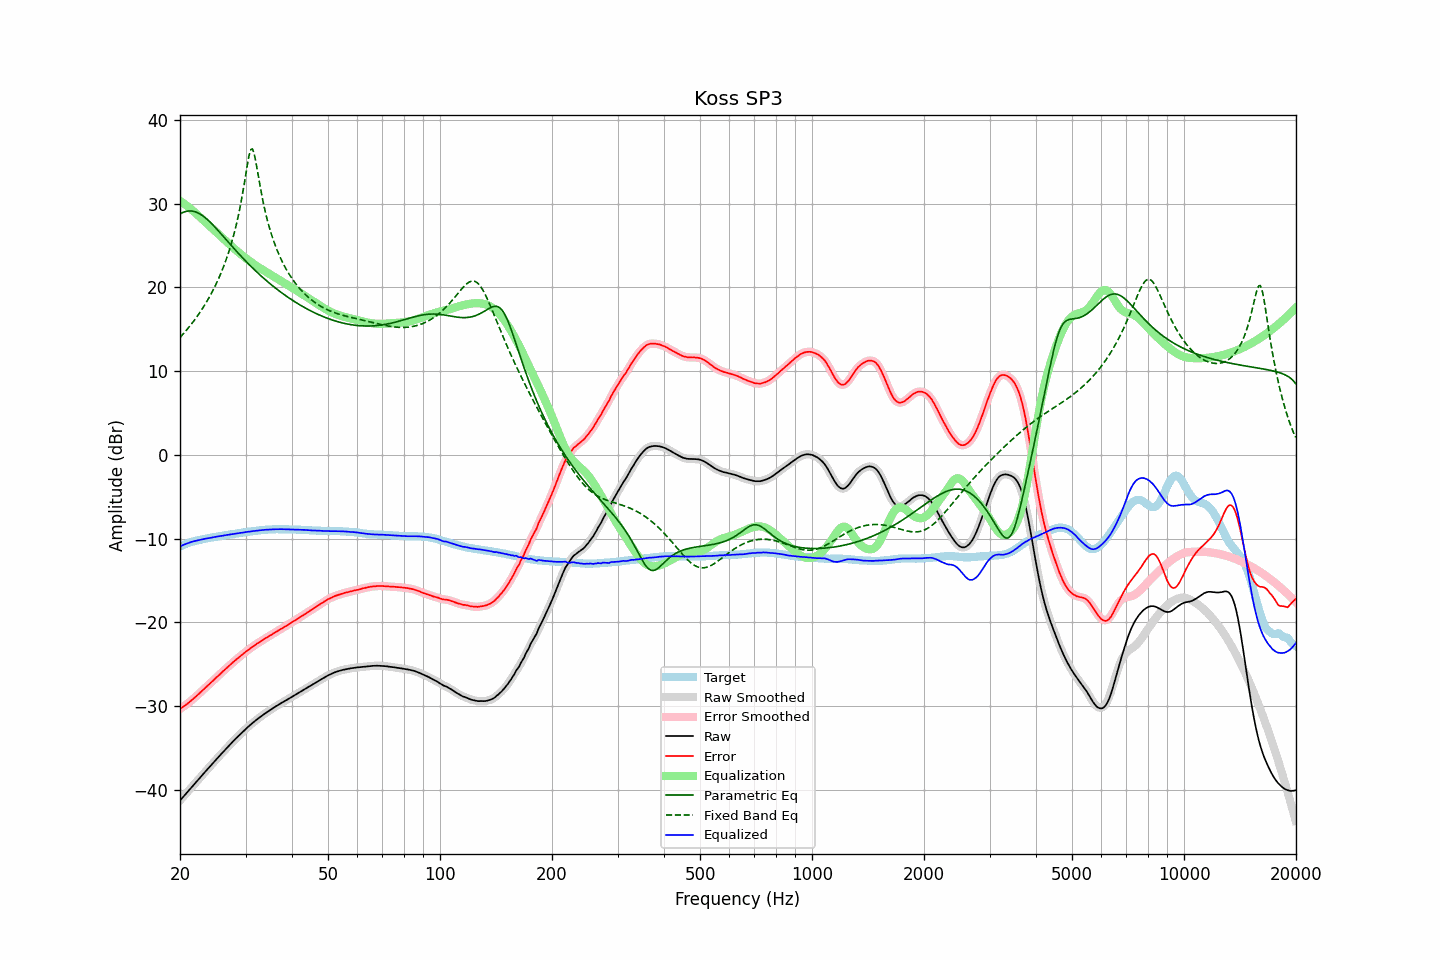 Koss SP3
Amplitude (dBr)
40
30
20
10
0
−10
−20
−30
−40
Target
Raw Smoothed
Error Smoothed
Raw
Error
Equalization
Parametric Eq
Fixed Band Eq
Equalized
20 50 100 200 500 1000 2000 5000 10000 20000
Frequency (Hz)